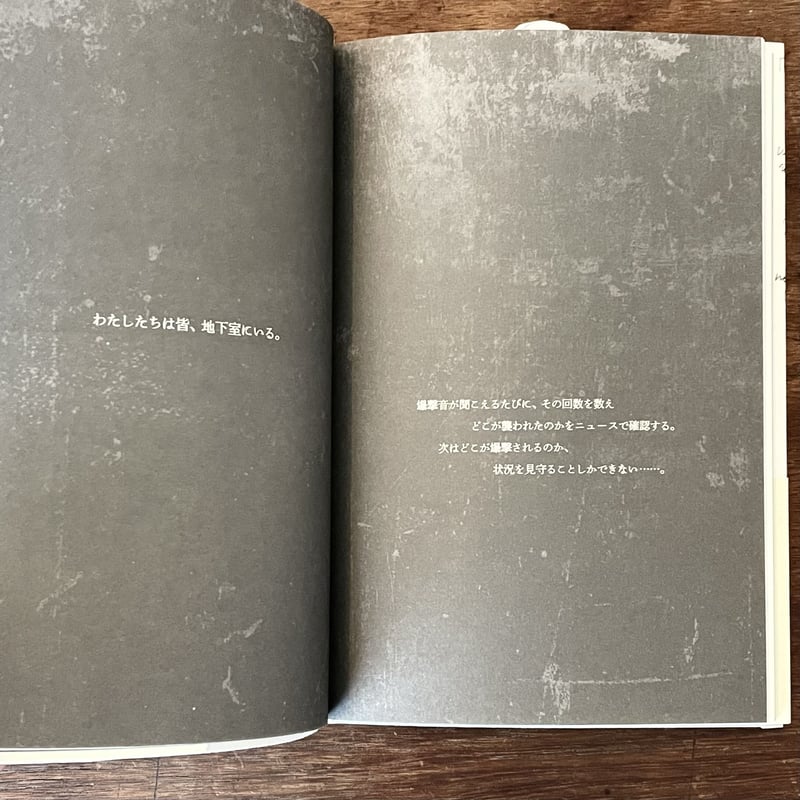 わたしたちは皆、地下室にいる。
爆撃音が聞こえるたびに、その回数を数え
どこが襲われたのかをニュースで確認する。
次はどこが爆撃されるのか、
状況を見守ることしかできない……。